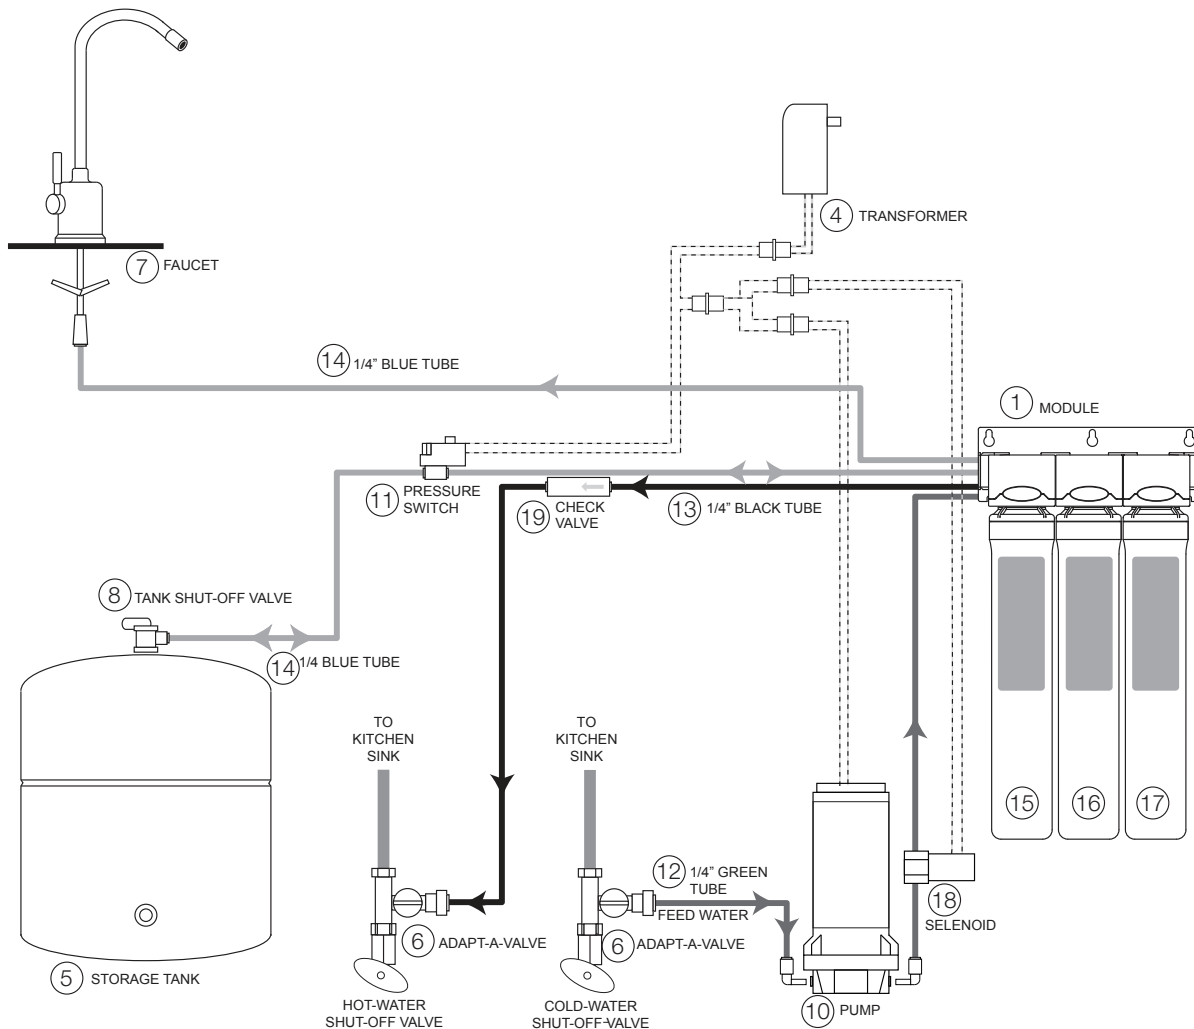 4 TRANSFORMER
7 FAUCET
14 1/4” BLUE TUBE
1 MODULE
11 PRESSURE
SWITCH
19 CHECK
VALVE
13 1/4” BLACK TUBE
8 TANK SHUT-OFF VALVE
14 1/4 BLUE TUBE
TO
KITCHEN
SINK
TO
KITCHEN
SINK
15 16 17
12 1/4” GREEN
TUBE
FEED WATER
18
SELENOID
6 ADAPT-A-VALVE
6 ADAPT-A-VALVE
5 STORAGE TANK
HOT-WATER
SHUT-OFF VALVE
COLD-WATER
SHUT-OFF-VALVE
10 PUMP